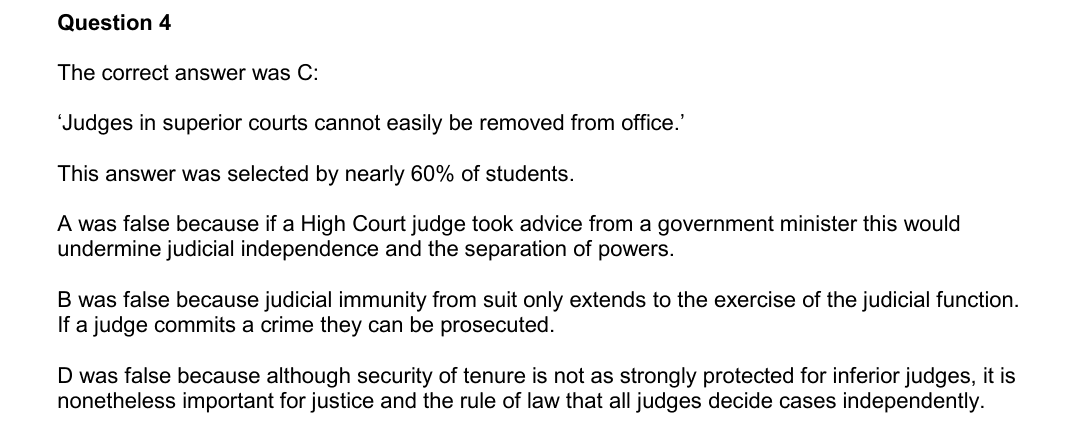 Question 4
The correct answer was C:
‘Judges in superior courts cannot easily be removed from office.’
This answer was selected by nearly 60% of students.
A was false because if a High Court judge took advice from a government minister this would
undermine judicial independence and the separation of powers.
B was false because judicial immunity from suit only extends to the exercise of the judicial function.
If a judge commits a crime they can be prosecuted.
D was false because although security of tenure is not as strongly protected for inferior judges, it is
nonetheless important for justice and the rule of law that all judges decide cases independently.